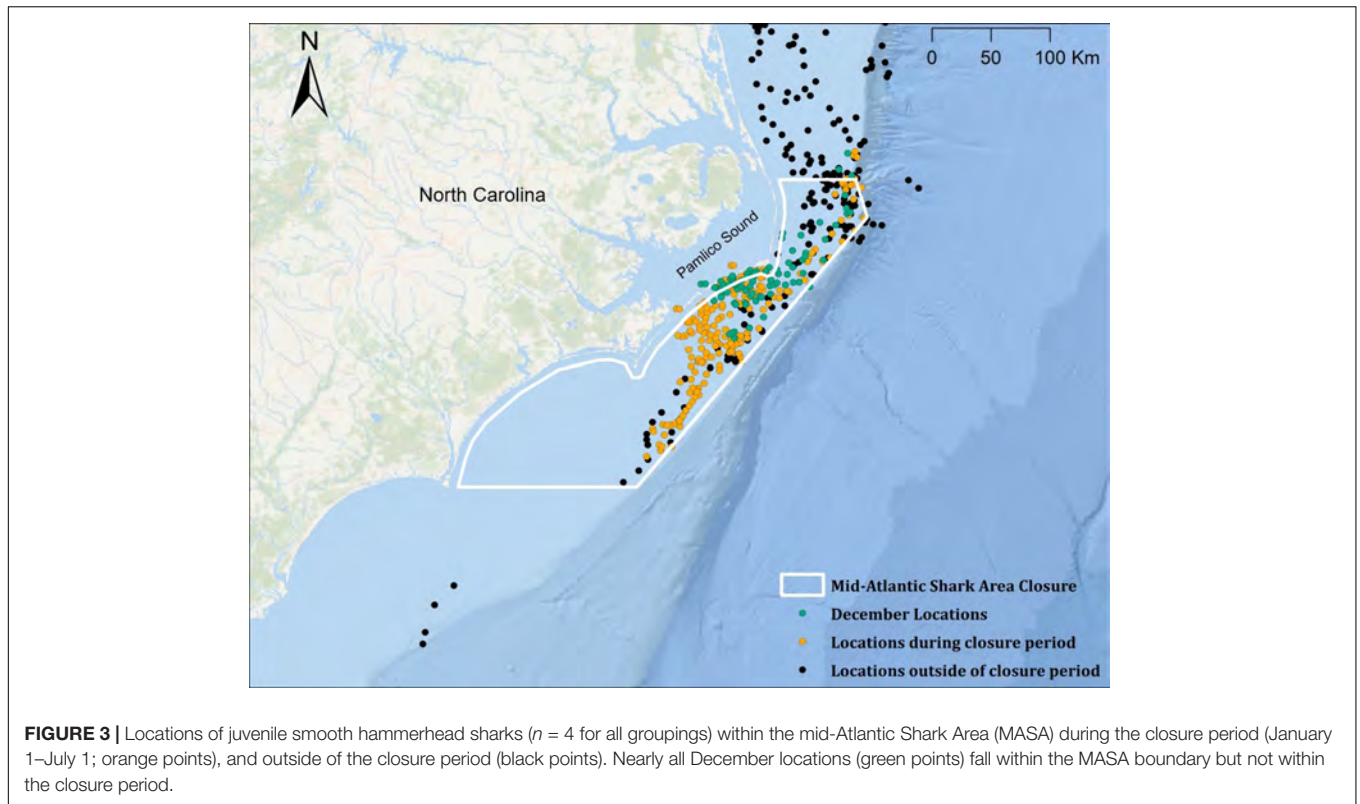 N
0 50 100 Km
North Carolina
Pamlico Sound
Mid-Atlantic Shark Area Closure
December Locations
Locations during closure period
Locations outside of closure period
FIGURE 3 | Locations of juvenile smooth hammerhead sharks (n = 4 for all groupings) within the mid-Atlantic Shark Area (MASA) during the closure period (January
1–July 1; orange points), and outside of the closure period (black points). Nearly all December locations (green points) fall within the MASA boundary but not within
the closure period.